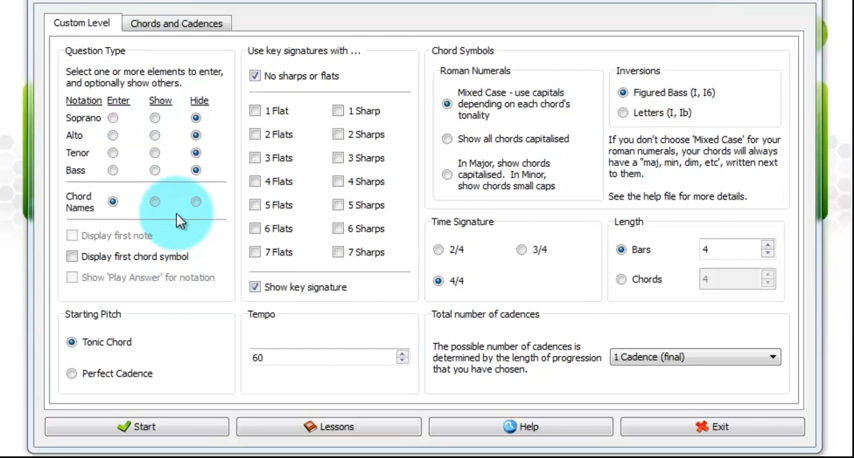 Custom Level
Chords and Cadences
Question Type
Select one or more elements to enter,
and optionally show others.
Notation Enter Show Hide
Soprano
Alto
Tenor
Bass
Chord
Names
Display first note
Display first chord symbol
Show 'Play Answer' for notation
Use key signatures with ...
No sharps or flats
1 Flat 1 Sharp
2 Flats 2 Sharps
3 Flats 3 Sharps
4 Flats 4 Sharps
5 Flats 5 Sharps
6 Flats 6 Sharps
7 Flats 7 Sharps
Show key signature
Chord Symbols
Roman Numerals
Mixed Case - use capitals
depending on each chord's
tonality
Show all chords capitalised
In Major, show chords
capitalised. In Minor,
show chords small caps
Inversions
Figured Bass (I, I6)
Letters (I, Ib)
If you don't choose 'Mixed Case' for your
roman numerals, your chords will always
have a "maj, min, dim, etc', written next
to them.
See the help file for more details.
Time Signature
2/4 3/4
4/4
Length
Bars 4
Chords 4
Starting Pitch
Tonic Chord
Perfect Cadence
Tempo
60
Total number of cadences
The possible number of cadences is
determined by the length of progression
that you have chosen.
1 Cadence (final)
Start
Lessons
Help
Exit